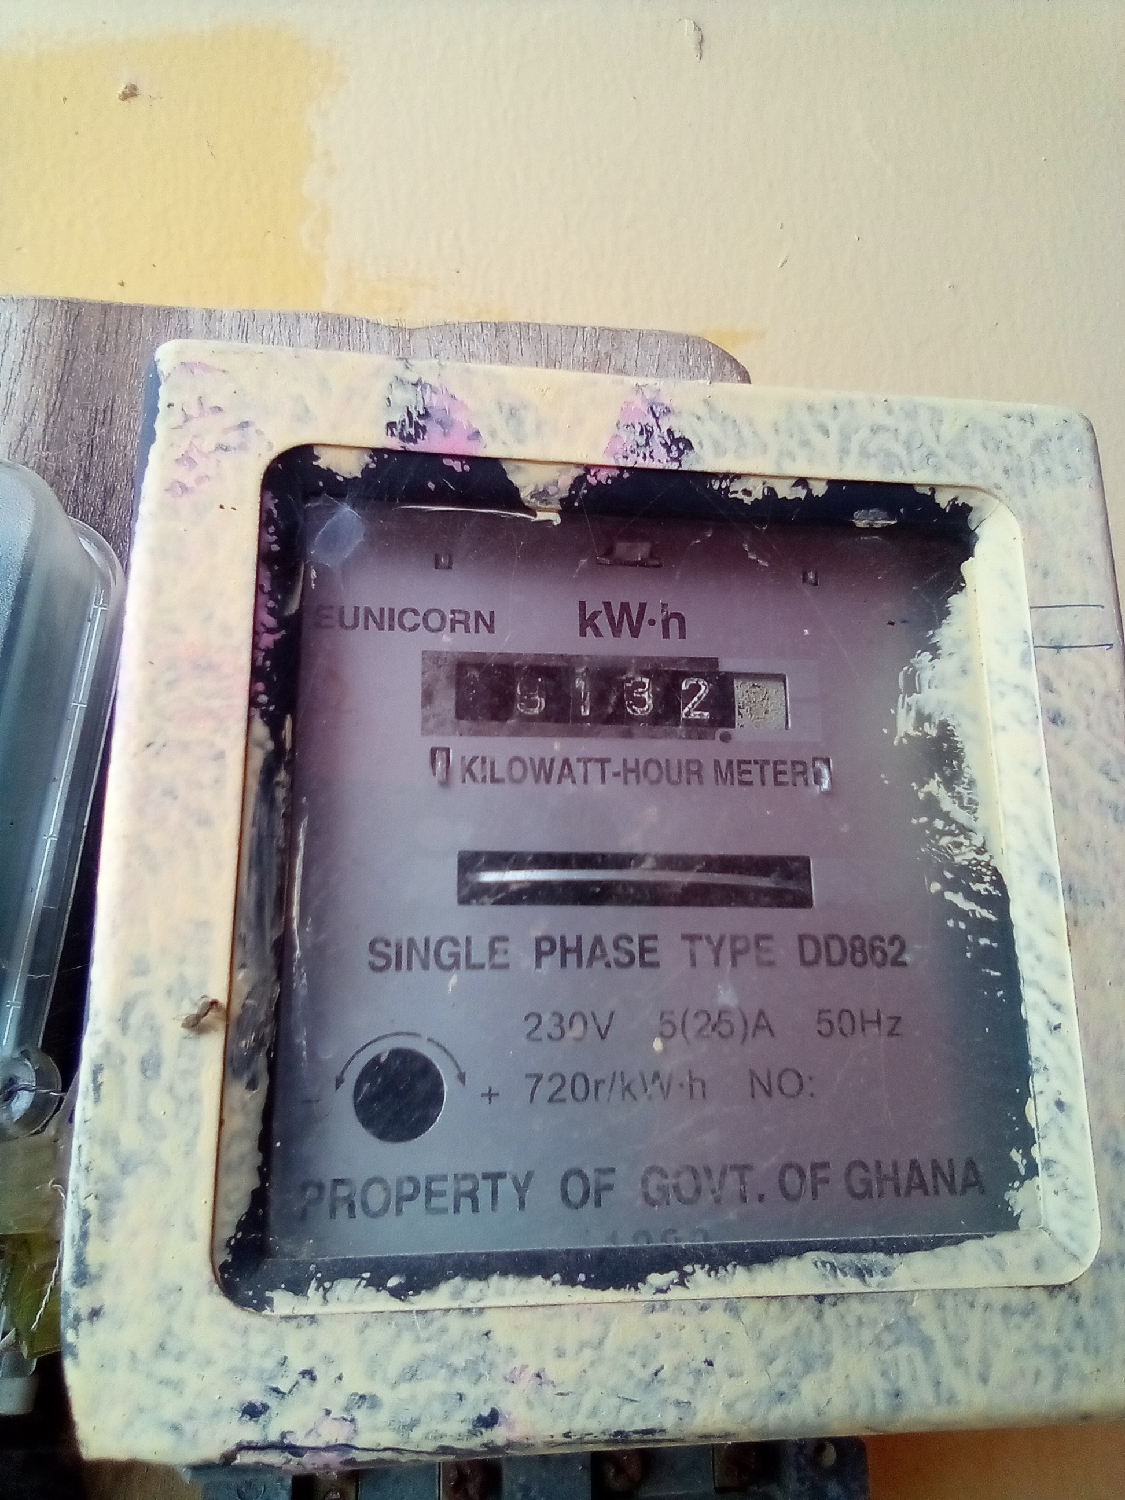 EUNICORN kW·h
132
KILOWATT-HOUR METER
SINGLE PHASE TYPE DD862
230V 5(25)A 50Hz
- + 720r/kW·h NO:
PROPERTY OF GOVT. OF GHANA